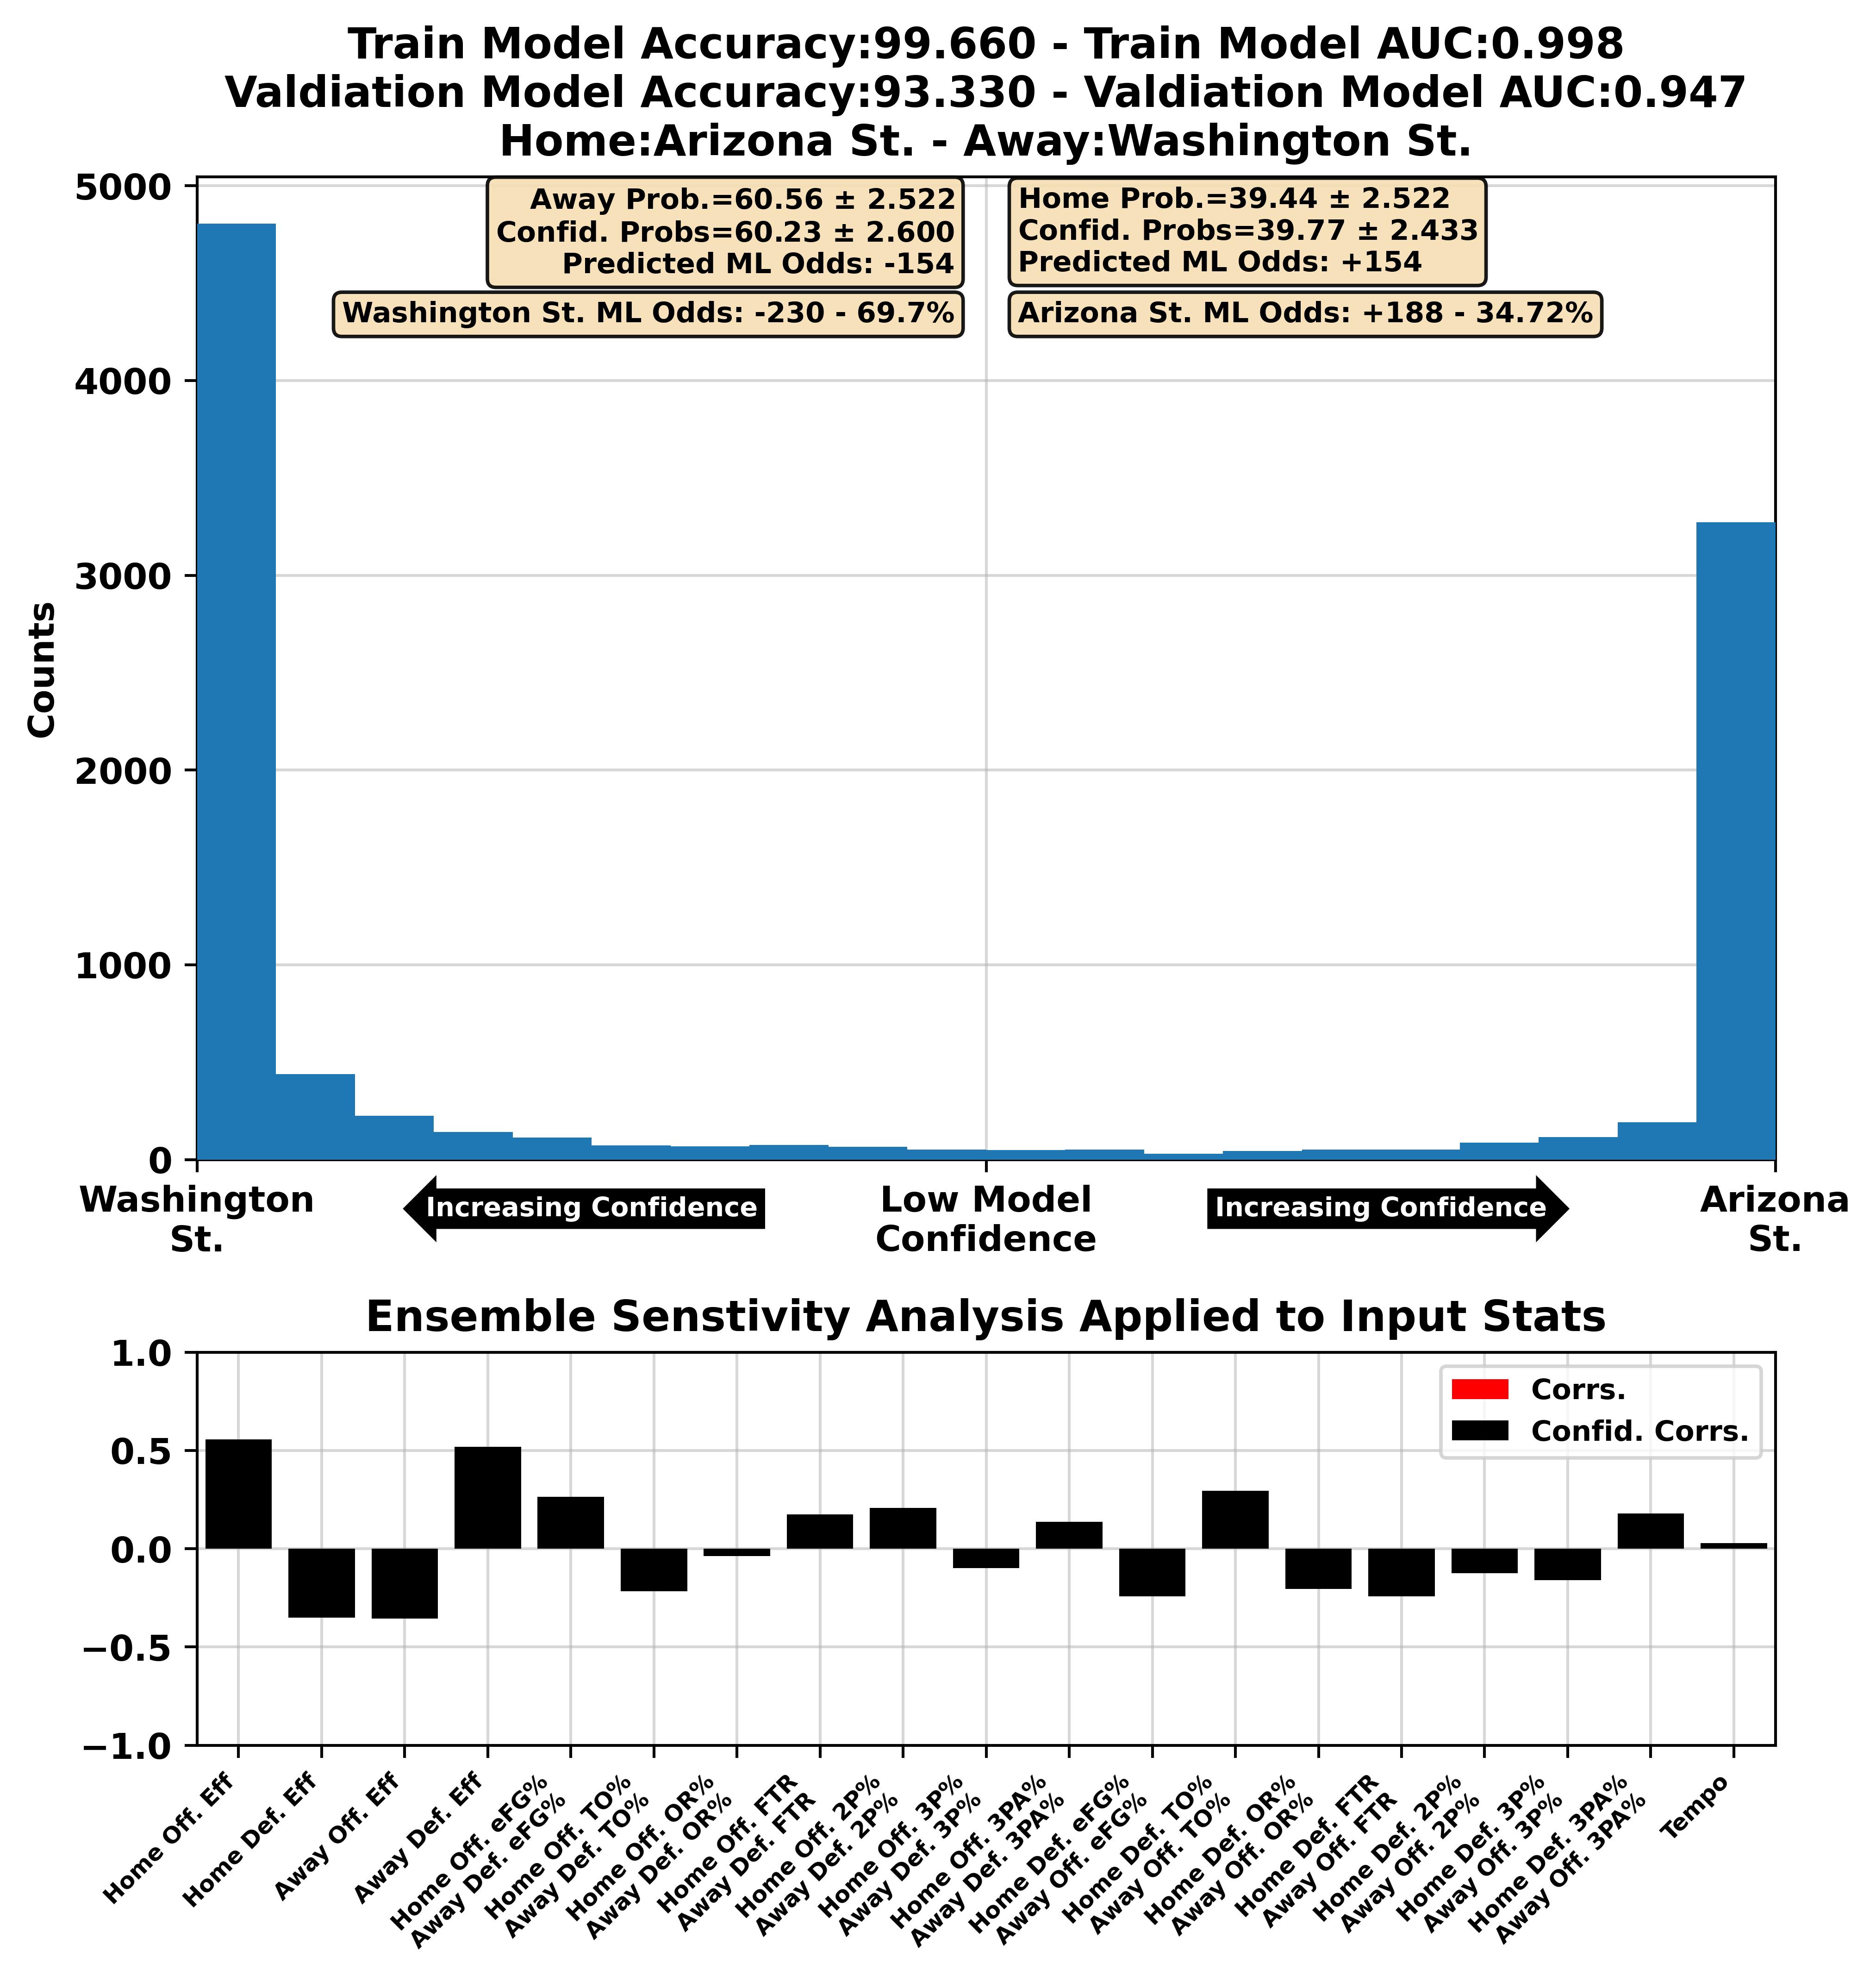 Train Model Accuracy:99.660 - Train Model AUC:0.998
Valdiation Model Accuracy:93.330 - Valdiation Model AUC:0.947
Home:Arizona St. - Away:Washington St.
Away Prob.=60.56 ± 2.522
Confid. Probs=60.23 ± 2.600
Predicted ML Odds: -154
Washington St. ML Odds: -230 - 69.7%
Home Prob.=39.44 ± 2.522
Confid. Probs=39.77 ± 2.433
Predicted ML Odds: +154
Arizona St. ML Odds: +188 - 34.72%
Counts
5000
4000
3000
2000
1000
0
Washington
St.
Increasing Confidence
Low Model
Confidence
Increasing Confidence
Arizona
St.
Ensemble Senstivity Analysis Applied to Input Stats
1.0
0.5
0.0
−0.5
−1.0
Corrs.
Confid. Corrs.
Home Off. Eff
Home Def. Eff
Away Off. Eff
Away Def. Eff
Home Off. eFG%
Away Def. eFG%
Home Off. TO%
Away Def. TO%
Home Off. OR%
Away Def. OR%
Home Off. FTR
Away Def. FTR
Home Off. 2P%
Away Def. 2P%
Home Off. 3P%
Away Def. 3P%
Home Off. 3PA%
Away Def. 3PA%
Home Def. eFG%
Away Off. eFG%
Home Def. TO%
Away Off. TO%
Home Def. OR%
Away Off. OR%
Home Def. FTR
Away Off. FTR
Home Def. 2P%
Away Off. 2P%
Home Def. 3P%
Away Off. 3P%
Home Def. 3PA%
Away Off. 3PA%
Tempo